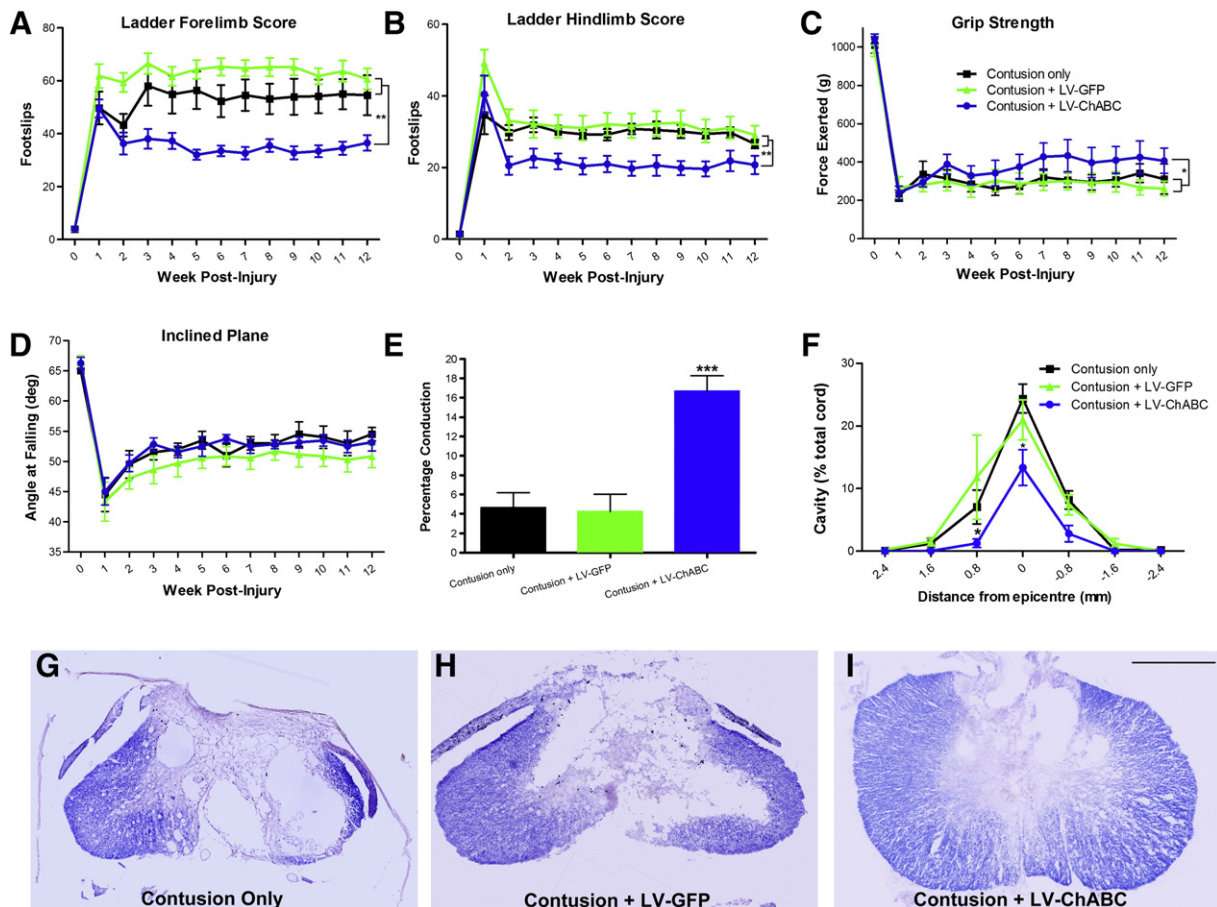 A
Ladder Forelimb Score
Footslips
80
60
40
20
0
**
0 1 2 3 4 5 6 7 8 9 10 11 12
Week Post-Injury
B
Ladder Hindlimb Score
Footslips
60
40
20
0
**
0 1 2 3 4 5 6 7 8 9 10 11 12
Week Post-Injury
C
Grip Strength
Force Exerted (g)
1000
800
600
400
200
0
Contusion only
Contusion + LV-GFP
Contusion + LV-ChABC
*
0 1 2 3 4 5 6 7 8 9 10 11 12
Week Post-Injury
D
Inclined Plane
Angle at Falling (deg)
70
65
60
55
50
45
40
35
0 1 2 3 4 5 6 7 8 9 10 11 12
Week Post-Injury
E
Percentage Conduction
20
18
16
14
12
10
8
6
4
2
0
***
Contusion only
Contusion + LV-GFP
Contusion + LV-ChABC
F
Cavity (% total cord)
30
20
10
0
Contusion only
Contusion + LV-GFP
Contusion + LV-ChABC
*
*
2.4 1.6 0.8 0 -0.8 -1.6 -2.4
Distance from epicentre (mm)
G
Contusion Only
H
Contusion + LV-GFP
I
Contusion + LV-ChABC